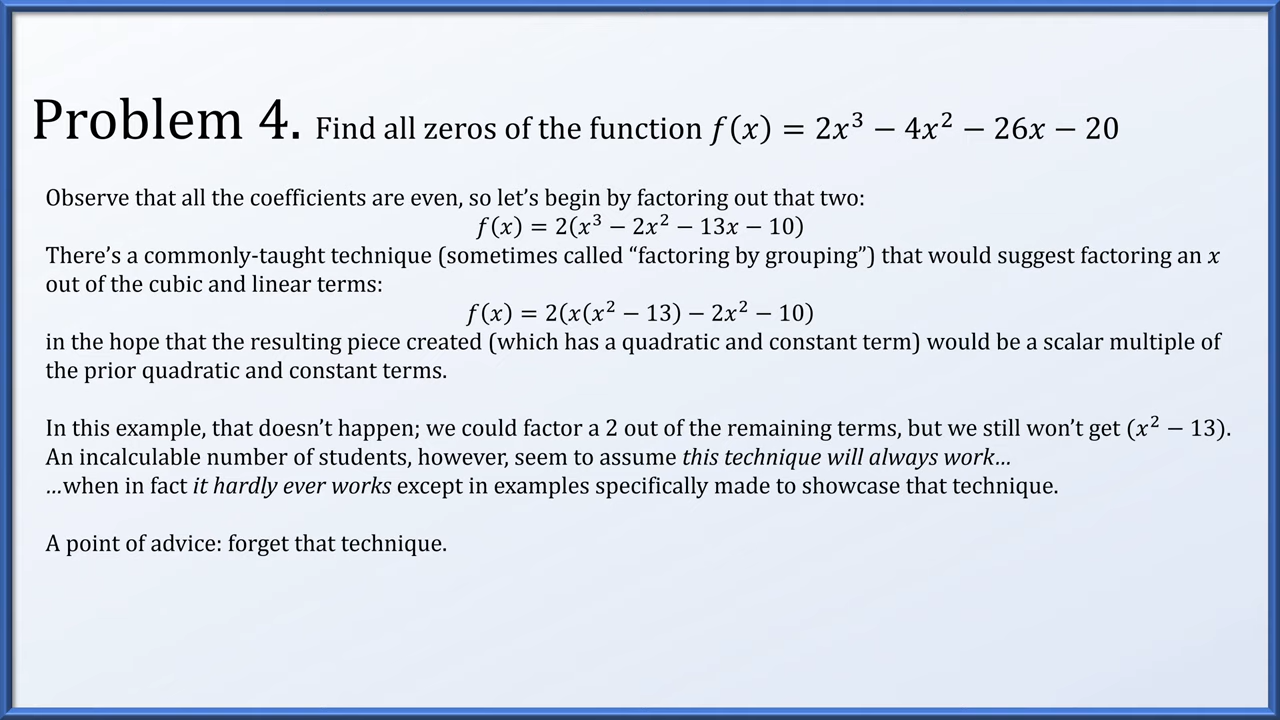 Problem 4. Find all zeros of the function 𝑓(𝑥) = 2𝑥³ − 4𝑥² − 26𝑥 − 20
Observe that all the coefficients are even, so let’s begin by factoring out that two:
𝑓(𝑥) = 2(𝑥³ − 2𝑥² − 13𝑥 − 10)
There’s a commonly-taught technique (sometimes called “factoring by grouping”) that would suggest factoring an 𝑥
out of the cubic and linear terms:
𝑓(𝑥) = 2(𝑥(𝑥² − 13) − 2𝑥² − 10)
in the hope that the resulting piece created (which has a quadratic and constant term) would be a scalar multiple of
the prior quadratic and constant terms.
In this example, that doesn’t happen; we could factor a 2 out of the remaining terms, but we still won’t get (𝑥² − 13).
An incalculable number of students, however, seem to assume this technique will always work…
…when in fact it hardly ever works except in examples specifically made to showcase that technique.
A point of advice: forget that technique.